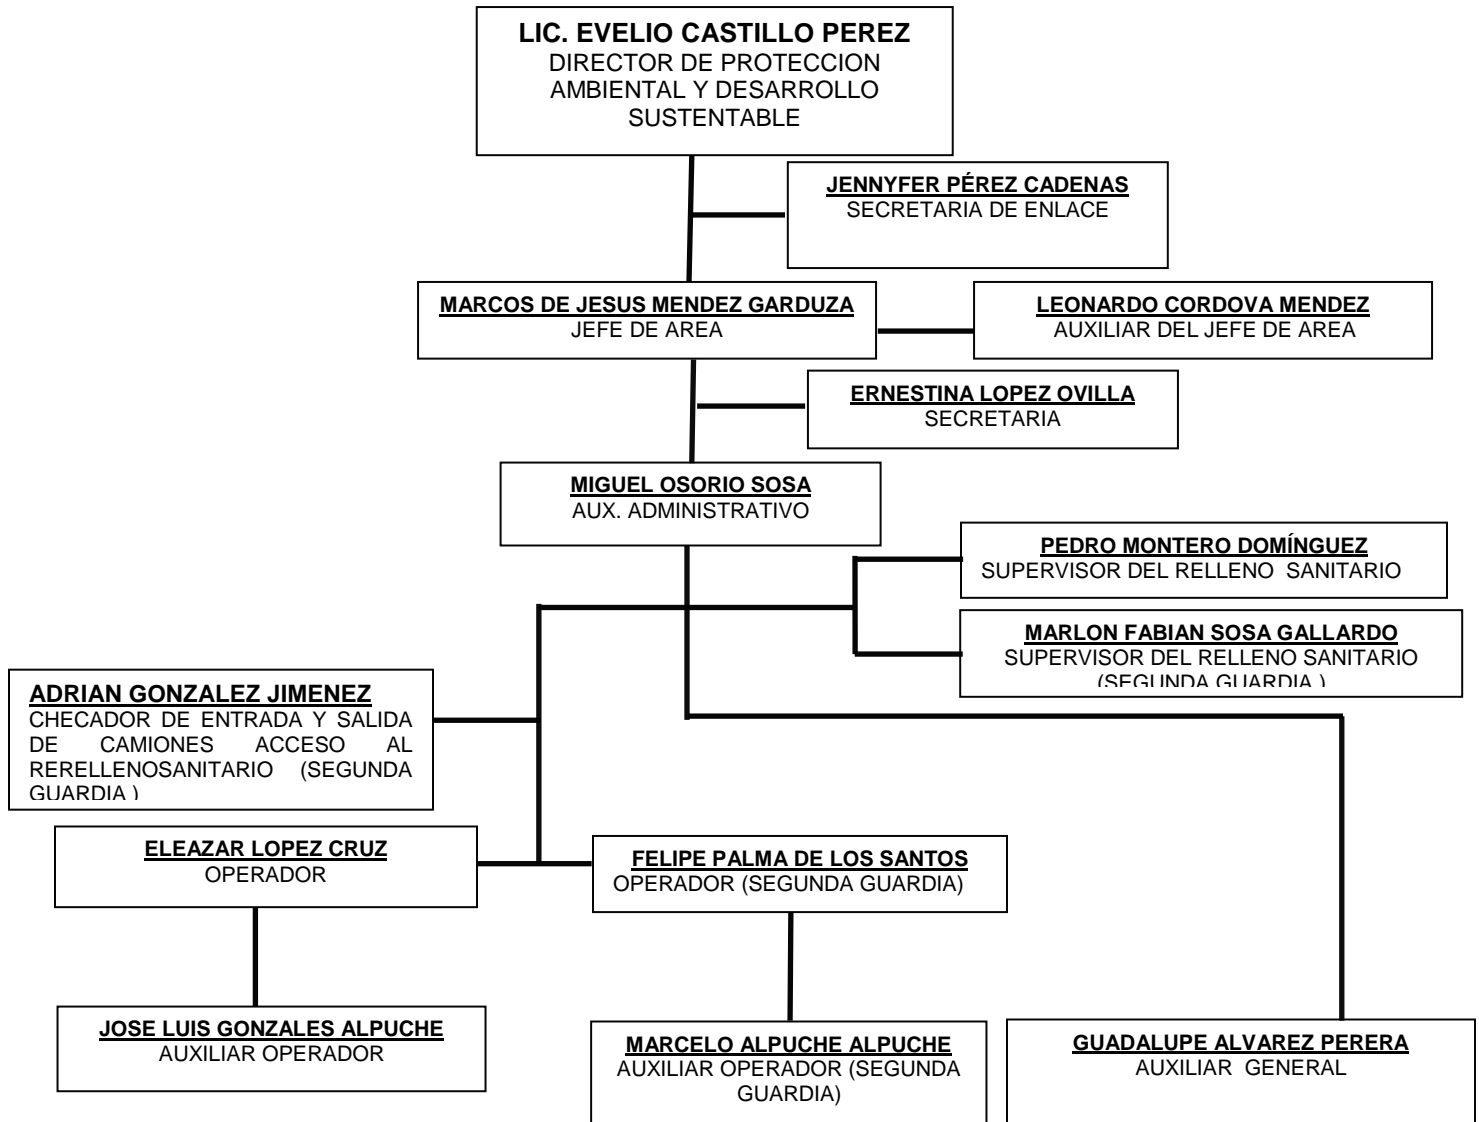 LIC. EVELIO CASTILLO PEREZ
DIRECTOR DE PROTECCION
AMBIENTAL Y DESARROLLO
SUSTENTABLE
JENNYFER PÉREZ CADENAS
SECRETARIA DE ENLACE
MARCOS DE JESUS MENDEZ GARDUZA
JEFE DE AREA
LEONARDO CORDOVA MENDEZ
AUXILIAR DEL JEFE DE AREA
ERNESTINA LOPEZ OVILLA
SECRETARIA
MIGUEL OSORIO SOSA
AUX. ADMINISTRATIVO
PEDRO MONTERO DOMÍNGUEZ
SUPERVISOR DEL RELLENO SANITARIO
MARLON FABIAN SOSA GALLARDO
SUPERVISOR DEL RELLENO SANITARIO
(SEGUNDA GUARDIA )
ADRIAN GONZALEZ JIMENEZ
CHECADOR DE ENTRADA Y SALIDA
DE CAMIONES ACCESO AL
RERELLENOSANITARIO (SEGUNDA
GUARDIA )
ELEAZAR LOPEZ CRUZ
OPERADOR
FELIPE PALMA DE LOS SANTOS
OPERADOR (SEGUNDA GUARDIA)
JOSE LUIS GONZALES ALPUCHE
AUXILIAR OPERADOR
MARCELO ALPUCHE ALPUCHE
AUXILIAR OPERADOR (SEGUNDA
GUARDIA)
GUADALUPE ALVAREZ PERERA
AUXILIAR GENERAL